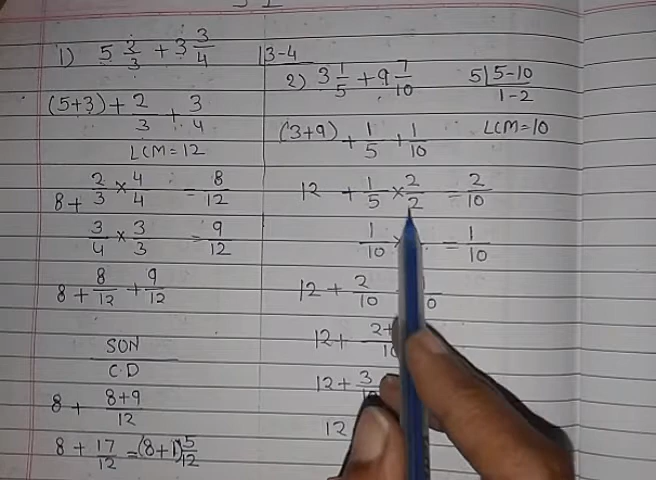 1) 5 2/3 + 3 3/4
3-4
(5+3) + 2/3 + 3/4
LCM = 12
8 + 2/3 × 4/4 = 8/12
3/4 × 3/3 = 9/12
8 + 8/12 + 9/12
SON
C.D
8 + 8+9/12
8 + 17/12 = (8+1) 5/12
2) 3 1/5 + 9 7/10
5 | 5-10
1-2
(3+9) + 1/5 + 1/10
LCM = 10
12 + 1/5 × 2/2 = 2/10
1/10 × = 1/10
12 + 2/10
12 + 2+
12 + 3/10
12